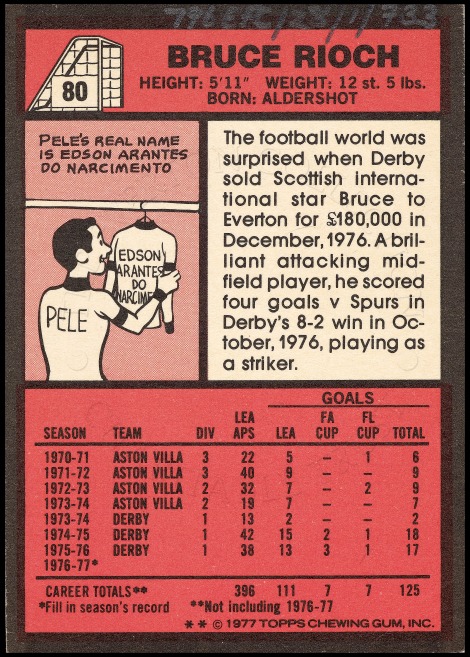 796 ETC/23/1/733
80
BRUCE RIOCH
HEIGHT: 5'11" WEIGHT: 12 st. 5 lbs.
BORN: ALDERSHOT
PELE'S REAL NAME
IS EDSON ARANTES
DO NARCIMENTO
EDSON
ARANTES
DO
NARCIME
PELE
The football world was
surprised when Derby
sold Scottish interna-
tional star Bruce to
Everton for £180,000 in
December, 1976. A bril-
liant attacking mid-
field player, he scored
four goals v Spurs in
Derby's 8-2 win in Oc-
tober, 1976, playing as
a striker.
GOALS
LEA FA FL
SEASON TEAM DIV APS LEA CUP CUP TOTAL
1970-71 ASTON VILLA 3 22 5 – 1 6
1971-72 ASTON VILLA 3 40 9 – – 9
1972-73 ASTON VILLA 2 32 7 – 2 9
1973-74 ASTON VILLA 2 19 7 – – 7
1973-74 DERBY 1 13 2 – – 2
1974-75 DERBY 1 42 15 2 1 18
1975-76 DERBY 1 38 13 3 1 17
1976-77*
CAREER TOTALS** 396 111 7 7 125
*Fill in season's record **Not including 1976-77
** © 1977 TOPPS CHEWING GUM, INC.